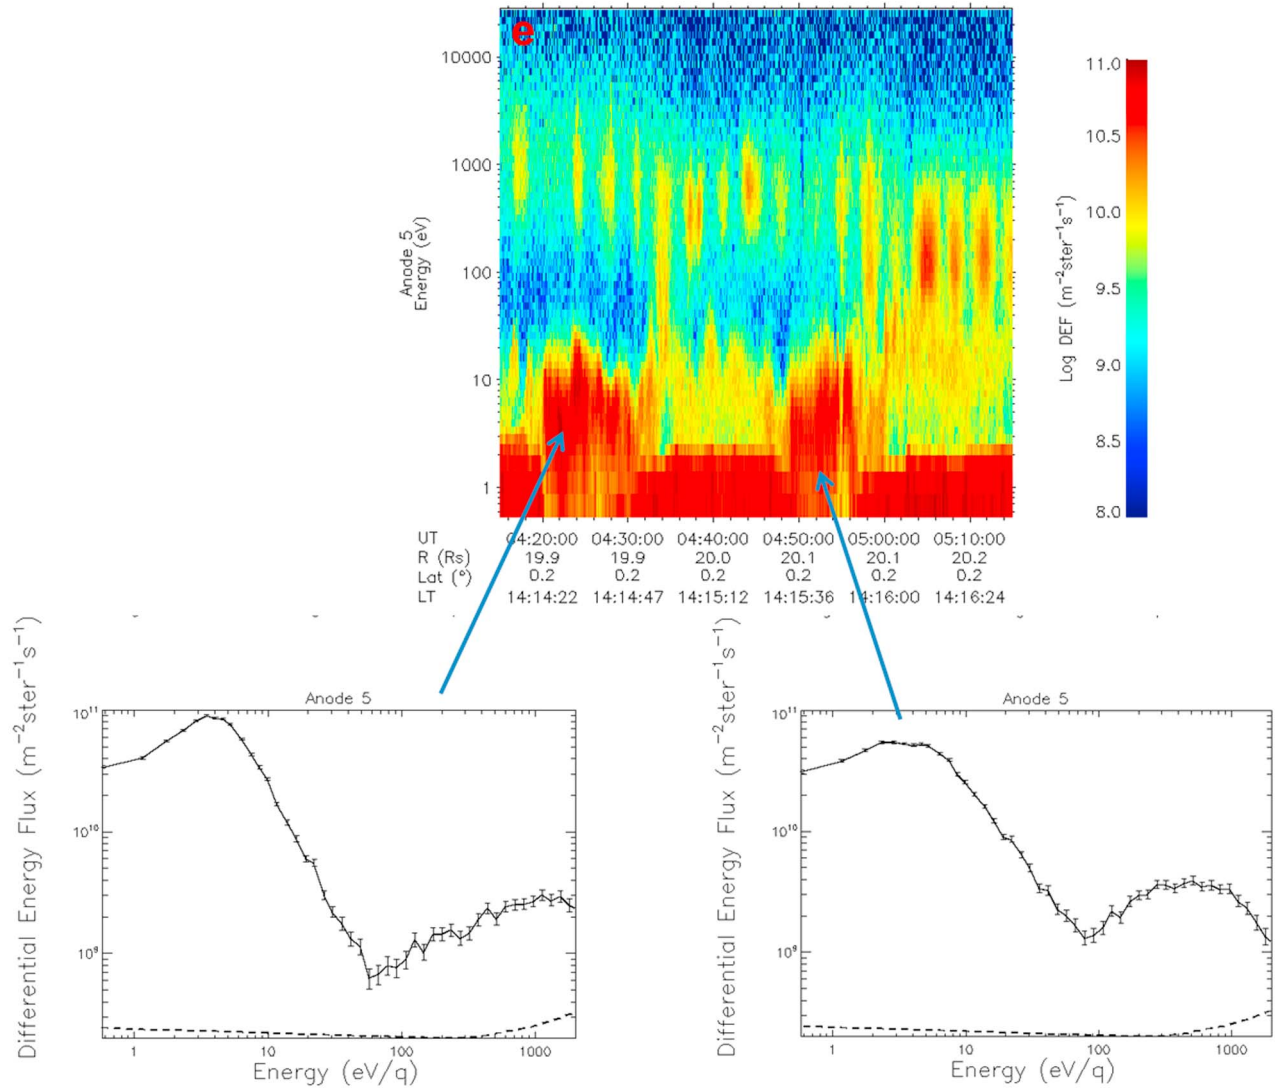 e
10000
1000
100
10
1
Anode 5
Energy (eV)
11.0
10.5
10.0
9.5
9.0
8.5
8.0
Log DEF (m⁻²ster⁻¹s⁻¹)
UT 04:20:00 04:30:00 04:40:00 04:50:00 05:00:00 05:10:00
R (Rs) 19.9 19.9 20.0 20.1 20.1 20.2
Lat (°) 0.2 0.2 0.2 0.2 0.2 0.2
LT 14:14:22 14:14:47 14:15:12 14:15:36 14:16:00 14:16:24
Anode 5
Differential Energy Flux (m⁻²ster⁻¹s⁻¹)
10¹¹
10¹⁰
10⁹
1 10 100 1000
Energy (eV/q)
Anode 5
Differential Energy Flux (m⁻²ster⁻¹s⁻¹)
10¹¹
10¹⁰
10⁹
1 10 100 1000
Energy (eV/q)